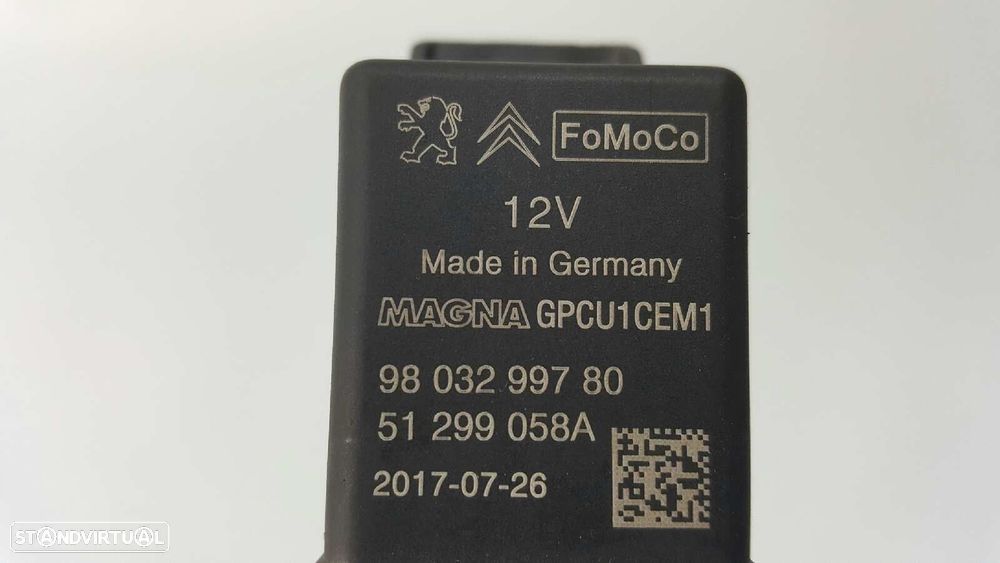 FoMoCo
12V
Made in Germany
MAGNA GPCU1CEM1
98 032 997 80
51 299 058A
2017-07-26
STANDVIRTUAL